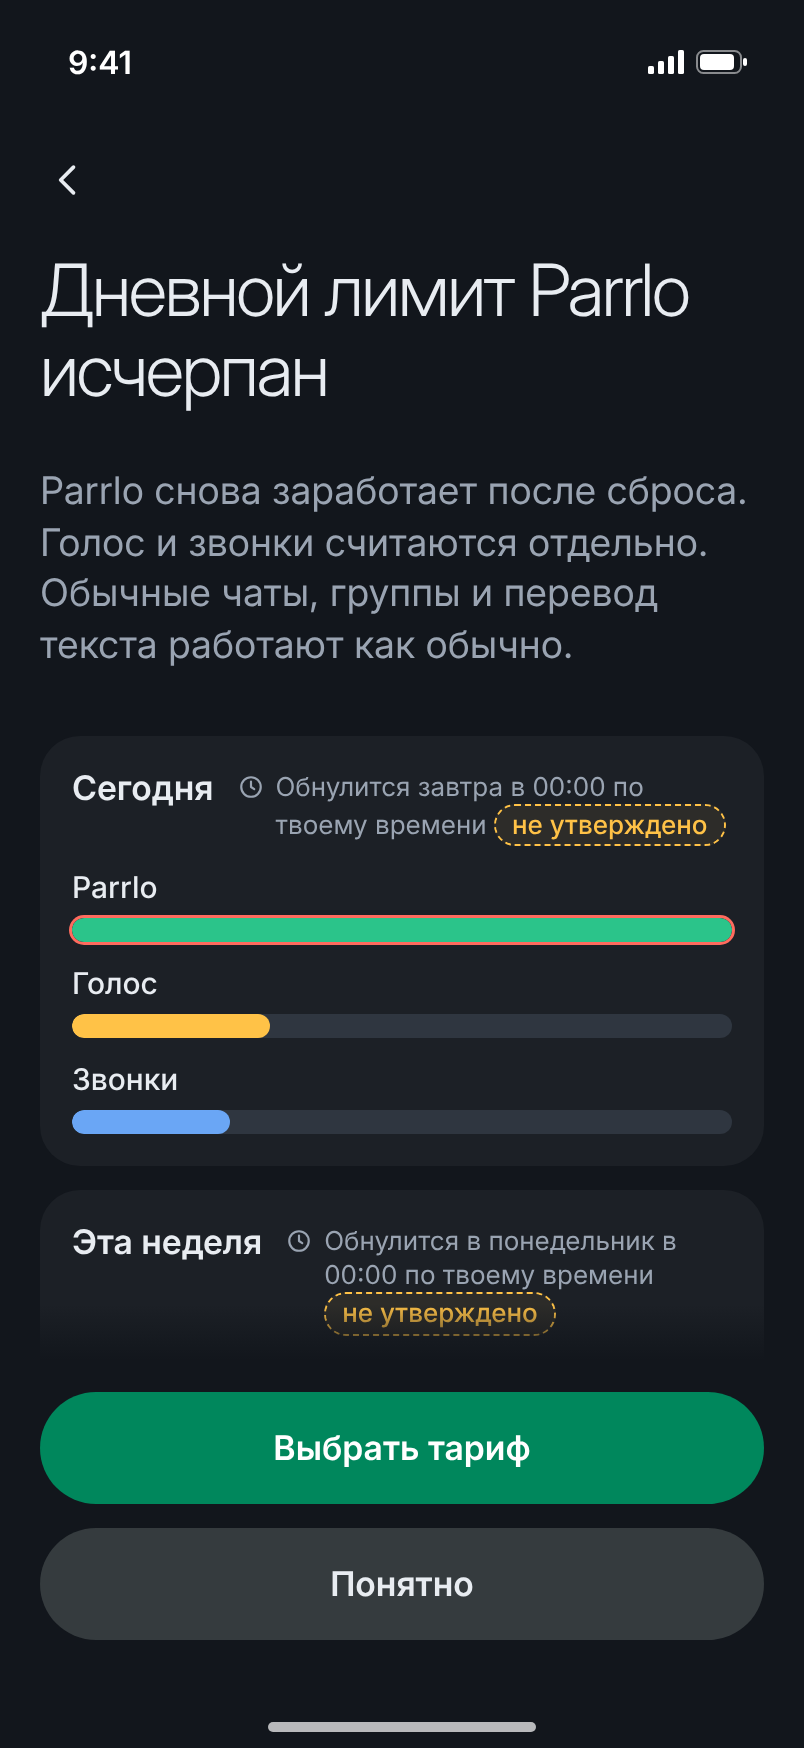 9:41
Дневной лимит Parrlo
исчерпан
Parrlo снова заработает после сброса.
Голос и звонки считаются отдельно.
Обычные чаты, группы и перевод
текста работают как обычно.
Сегодня
Обнулится завтра в 00:00 по
твоему времени не утверждено
Parrlo
Голос
Звонки
Эта неделя
Обнулится в понедельник в
00:00 по твоему времени
не утверждено
Выбрать тариф
Понятно